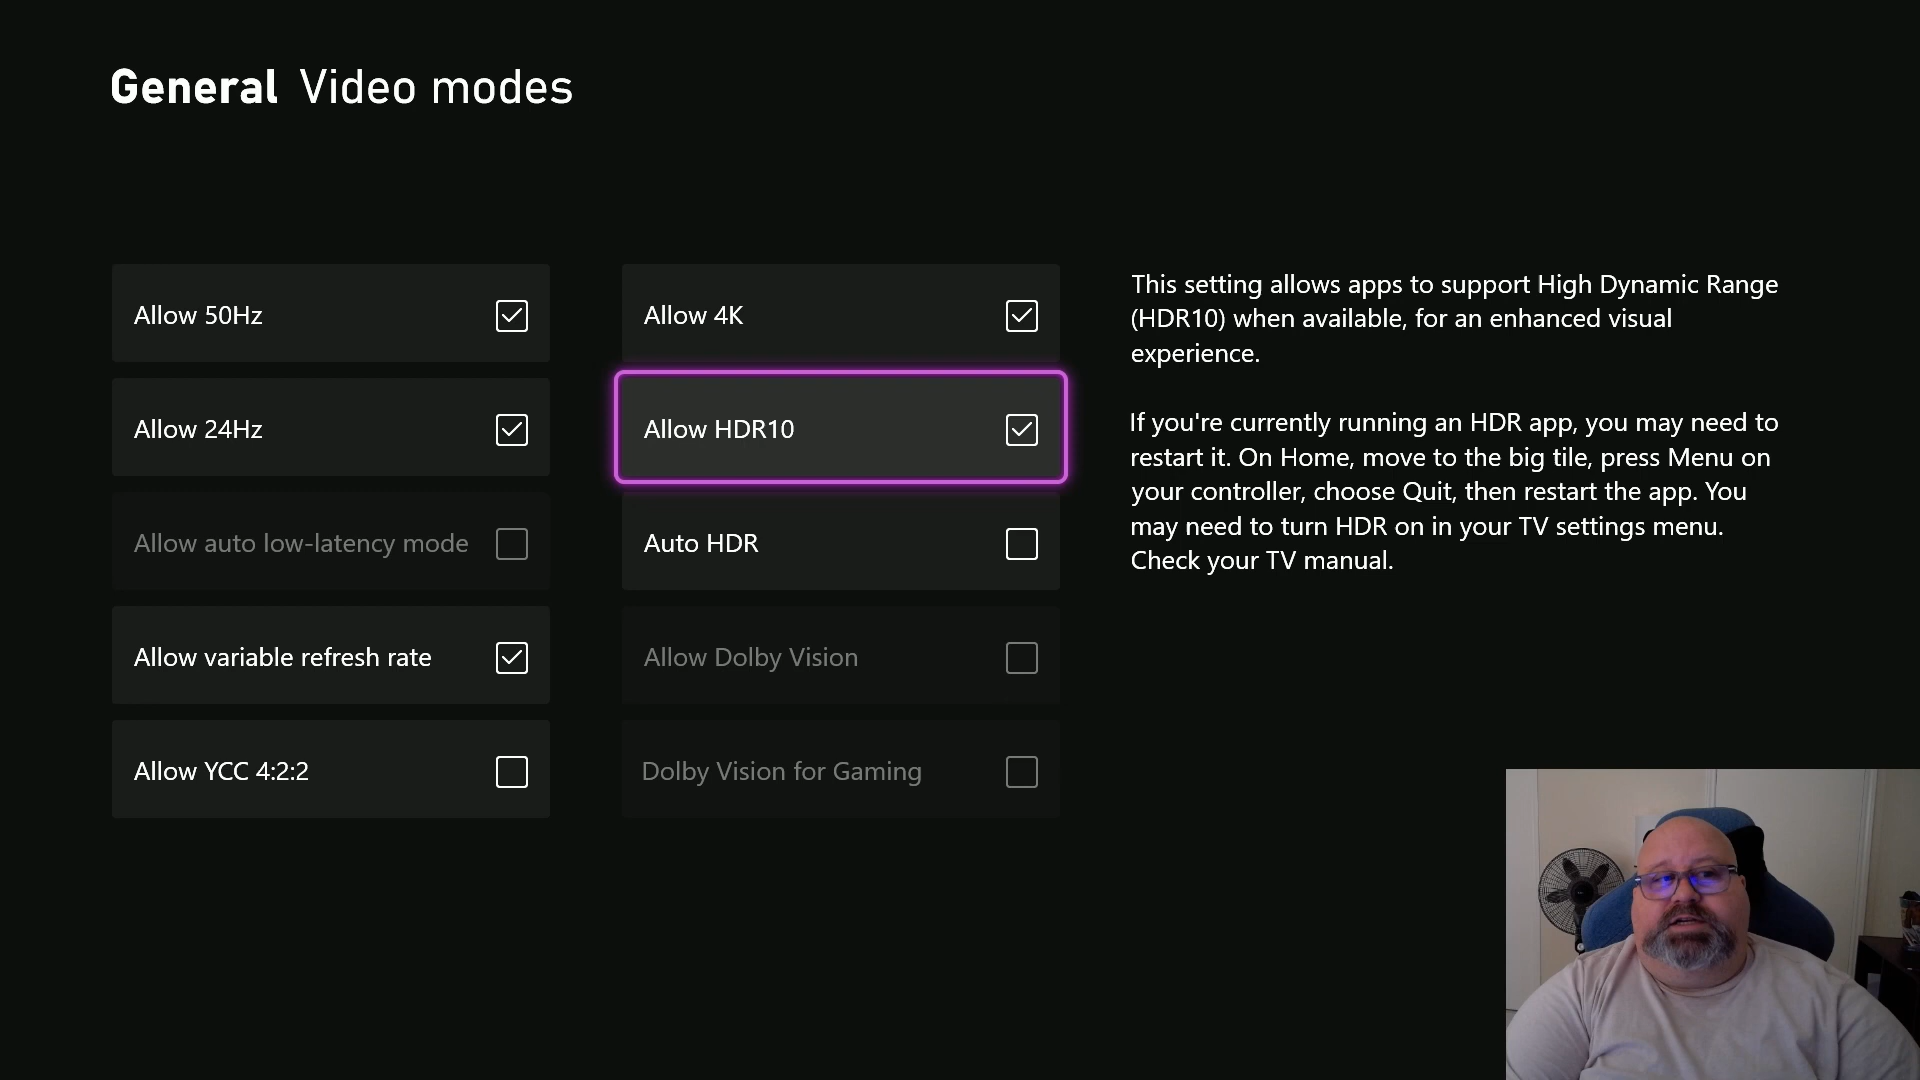 General Video modes
Allow 50Hz
Allow 24Hz
Allow auto low-latency mode
Allow variable refresh rate
Allow YCC 4:2:2
Allow 4K
Allow HDR10
Auto HDR
Allow Dolby Vision
Dolby Vision for Gaming
This setting allows apps to support High Dynamic Range
(HDR10) when available, for an enhanced visual
experience.
If you're currently running an HDR app, you may need to
restart it. On Home, move to the big tile, press Menu on
your controller, choose Quit, then restart the app. You
may need to turn HDR on in your TV settings menu.
Check your TV manual.